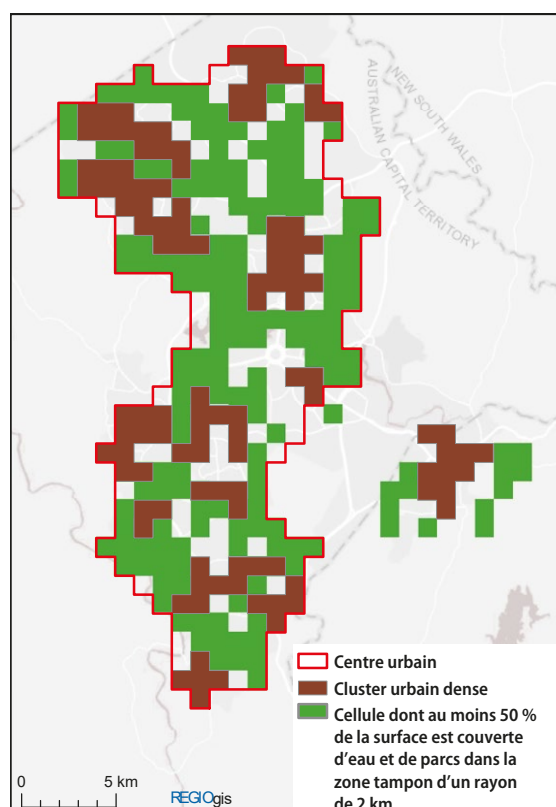 NEW SOUTH WALES
AUSTRALIAN CAPITAL TERRITORY
Centre urbain
Cluster urbain dense
Cellule dont au moins 50 %
de la surface est couverte
d'eau et de parcs dans la
zone tampon d'un rayon
de 2 km
0 5 km
REGIOgis